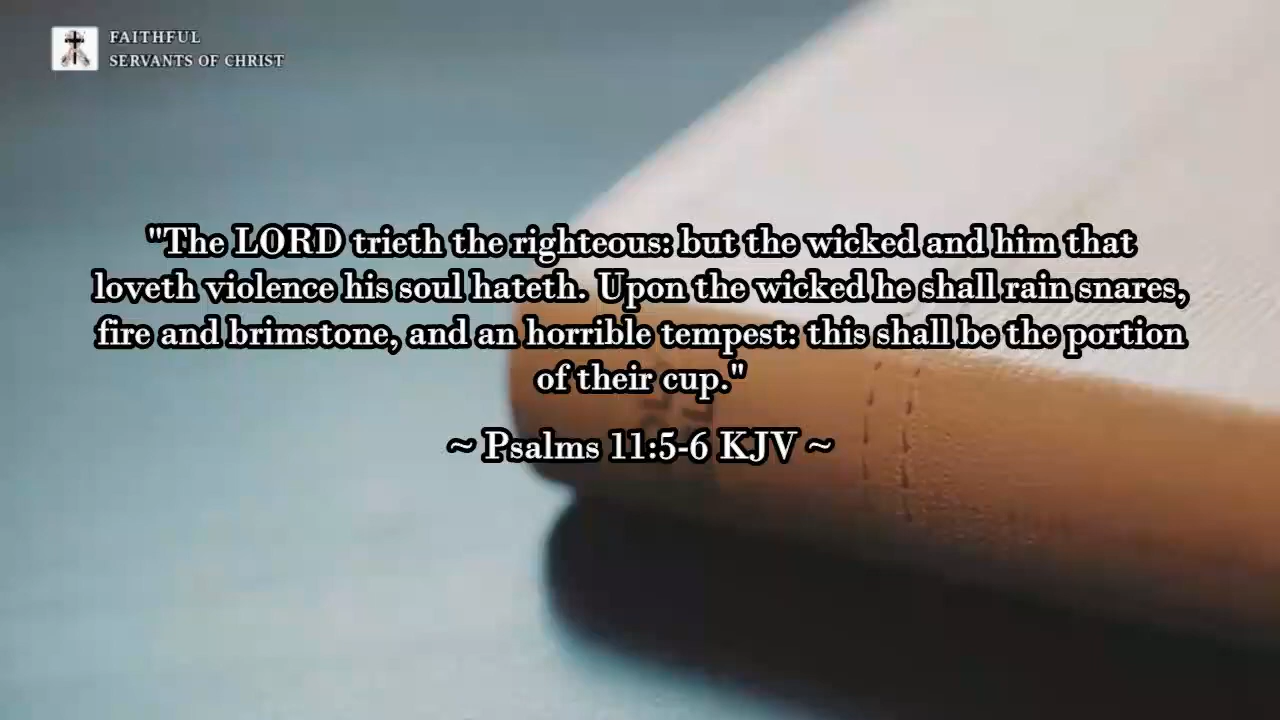 FAITHFUL
SERVANTS OF CHRIST
"The LORD trieth the righteous: but the wicked and him that
loveth violence his soul hateth. Upon the wicked he shall rain snares,
fire and brimstone, and an horrible tempest: this shall be the portion
of their cup."
~ Psalms 11:5-6 KJV ~